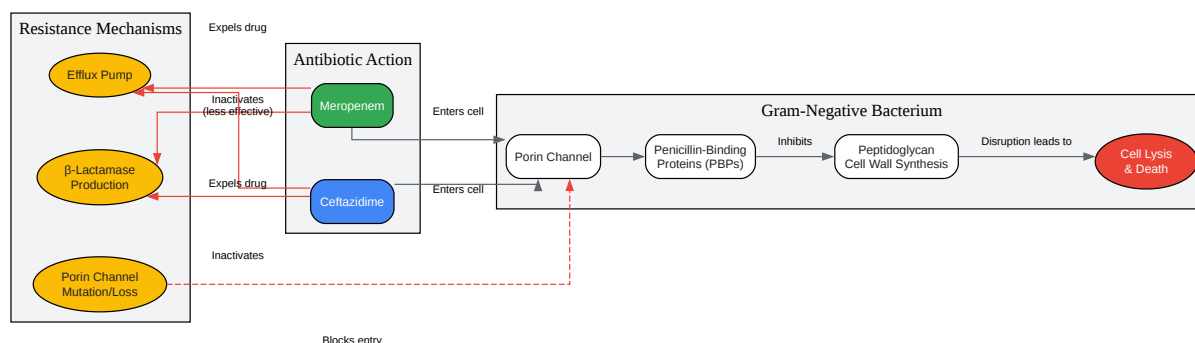 Resistance Mechanisms
Efflux Pump
β-Lactamase
Production
Porin Channel
Mutation/Loss
Expels drug
Inactivates
(less effective)
Expels drug
Inactivates
Blocks entry
Antibiotic Action
Meropenem
Ceftazidime
Enters cell
Enters cell
Gram-Negative Bacterium
Porin Channel
Penicillin-Binding
Proteins (PBPs)
Inhibits
Peptidoglycan
Cell Wall Synthesis
Disruption leads to
Cell Lysis
& Death